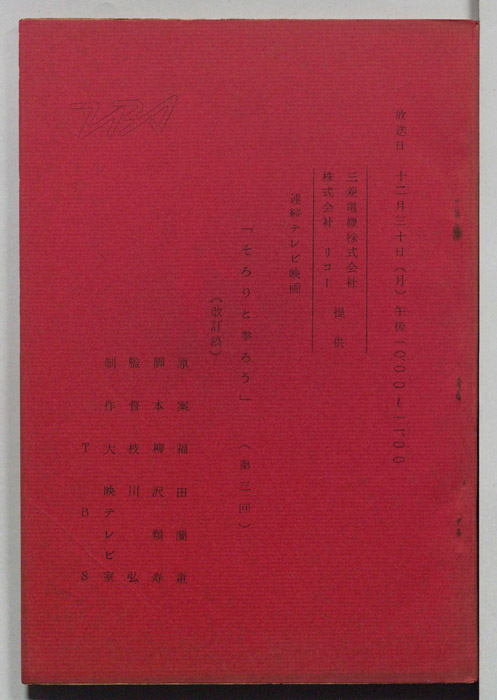 放送日 十二月三十日(月)午後一〇.〇〇~一一.〇〇
三菱電機株式会社
株式会社 リコー
提供
連続テレビ映画
「そろりと参ろう」 (第三回)
(改訂稿)
原案 福田蘭童
脚本 柳沢類寿
監督 枝川弘
制作 大映テレビ室
TBS